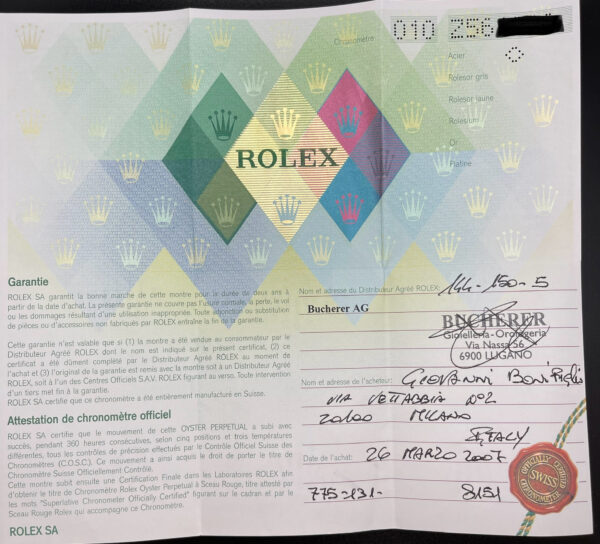 Chronomètre
010 Z56
Acier
Rolesor gris
Rolesor jaune
Rolesium
Or
Platine
ROLEX
Garantie
ROLEX SA garantit la bonne marche de cette montre pour la durée de deux ans à
partir de la date d'achat. La présente garantie ne couvre pas l'usure normale, la perte, le vol
ou les dommages résultant d'une utilisation inappropriée. Toute adjonction ou substitution
de pièces ou d'accessoires non fabriqués par ROLEX entraîne la fin de la garantie.
Cette garantie n'est valable que si (1) la montre a été vendue au consommateur par le
Distributeur Agréé ROLEX dont le nom est indiqué sur le présent certificat, (2) ce
certificat a été dûment complété par le Distributeur Agréé ROLEX au moment de
l'achat et (3) l'original de la garantie est remis avec la montre soit à un Distributeur Agréé
ROLEX, soit à l'un des Centres Officiels S.A.V. ROLEX figurant au verso. Toute intervention
d'un tiers met fin à la garantie.
ROLEX SA certifie que ce chronomètre a été entièrement manufacturé en Suisse.
Attestation de chronomètre officiel
ROLEX SA certifie que le mouvement de cette OYSTER PERPETUAL a subi avec
succès, pendant 360 heures consécutives, selon cinq positions et trois températures
différentes, tous les contrôles de précision effectués par le Contrôle Officiel Suisse des
Chronomètres (C.O.S.C.). Ce mouvement a ainsi acquis le droit de porter le titre de
Chronomètre Suisse Officiellement Contrôlé.
Cette montre subit ensuite une Certification Finale dans les Laboratoires ROLEX afin
d'obtenir le titre de Chronomètre Rolex Oyster Perpetual à Sceau Rouge, titre attesté par
les mots "Superlative Chronometer Officially Certified" figurant sur le cadran et par le
Sceau Rouge Rolex qui accompagne ce Chronomètre.
ROLEX SA
Nom et adresse du Distributeur Agréé ROLEX: 144-150-5
Bucherer AG
BUCHERER
Gioielleria-Orologeria
Via Nassa 56
6900 LUGANO
Nom et adresse de l'acheteur: GIOVANNI
VIA VETTABBIA N°2
20100 MILANO
ITALY
Date de l'achat: 26 MARZO 2007
775-131- 8151
OFFICIALLY CERTIFIED
SWISS
CHRONOMETER